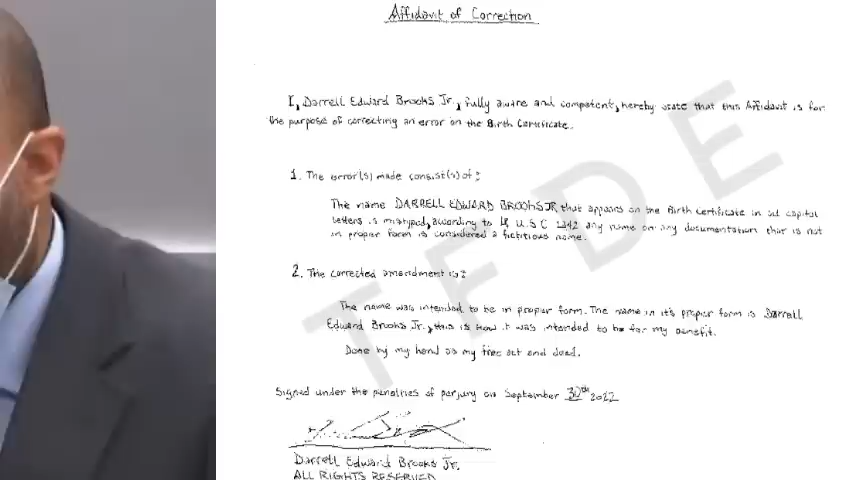 Affidavit of Correction
I, Darrell Edward Brooks Jr., fully aware and competent, hereby state that this Affidavit is for
the purpose of correcting an error on the Birth Certificate.
1. The error(s) made consist(s) of:
The name DARRELL EDWARD BROOKS JR, that appears on the Birth Certificate in all capital
letters is mistyped, according to U.S.C 1342 any name on any documentation that is not
in proper form is considered a fictitious name.
2. The corrected amendment is:
The name was intended to be in proper form. The name in it's proper form is Darrell
Edward Brooks Jr., this is how it was intended to be for my benefit.
Done by my hand as my free act and deed.
Signed under the penalties of perjury on September 30th 2022
Darrell Edward Brooks Jr.
ALL RIGHTS RESERVED
TFDE